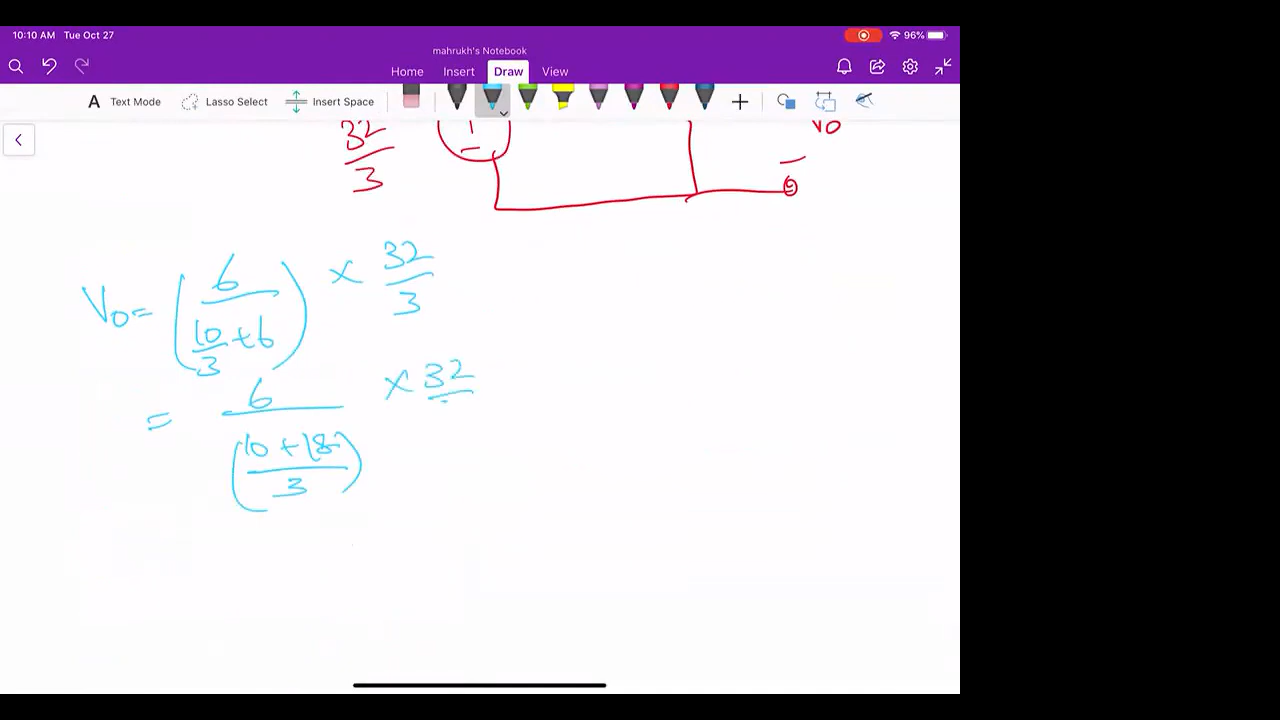 10:10 AM Tue Oct 27
96%
mahrukh's Notebook
Home Insert Draw View
A Text Mode Lasso Select Insert Space
32/3
Vo
Vo = (6/(10/3 + 6)) × 32/3
= 6/((10 + 18)/3) × 32